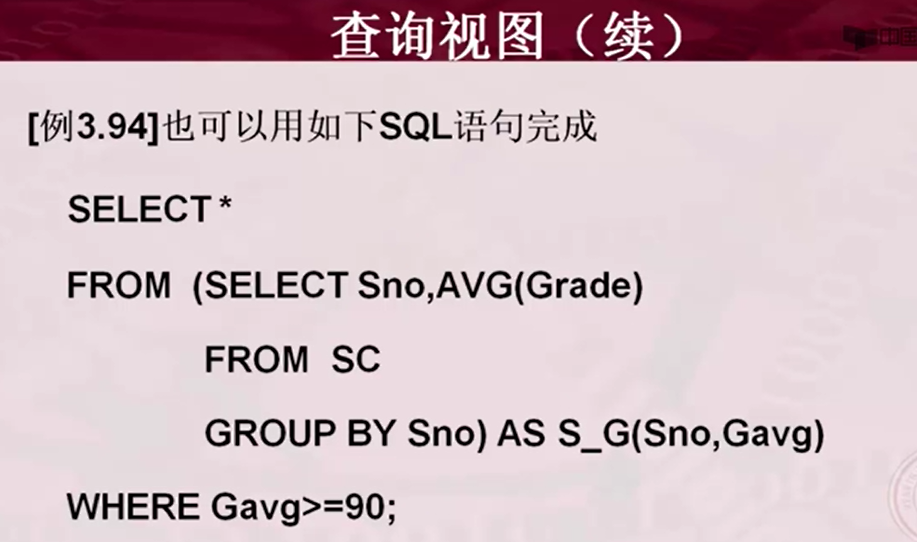 查询视图（续）
[例3.94]也可以用如下SQL语句完成
SELECT *
FROM (SELECT Sno,AVG(Grade)
FROM SC
GROUP BY Sno) AS S_G(Sno,Gavg)
WHERE Gavg>=90;